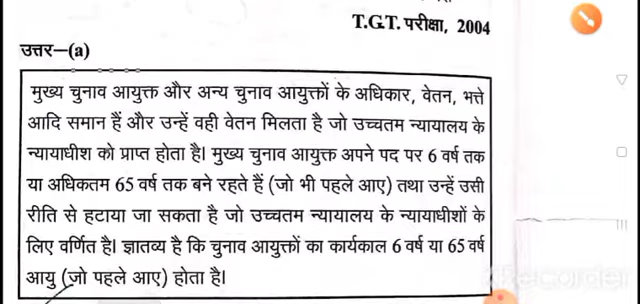 T.G.T. परीक्षा, 2004
उत्तर–(a)
मुख्य चुनाव आयुक्त और अन्य चुनाव आयुक्तों के अधिकार, वेतन, भत्ते
आदि समान हैं और उन्हें वही वेतन मिलता है जो उच्चतम न्यायालय के
न्यायाधीश को प्राप्त होता है। मुख्य चुनाव आयुक्त अपने पद पर 6 वर्ष तक
या अधिकतम 65 वर्ष तक बने रहते हैं (जो भी पहले आए) तथा उन्हें उसी
रीति से हटाया जा सकता है जो उच्चतम न्यायालय के न्यायाधीशों के
लिए वर्णित है। ज्ञातव्य है कि चुनाव आयुक्तों का कार्यकाल 6 वर्ष या 65 वर्ष
आयु (जो पहले आए) होता है।